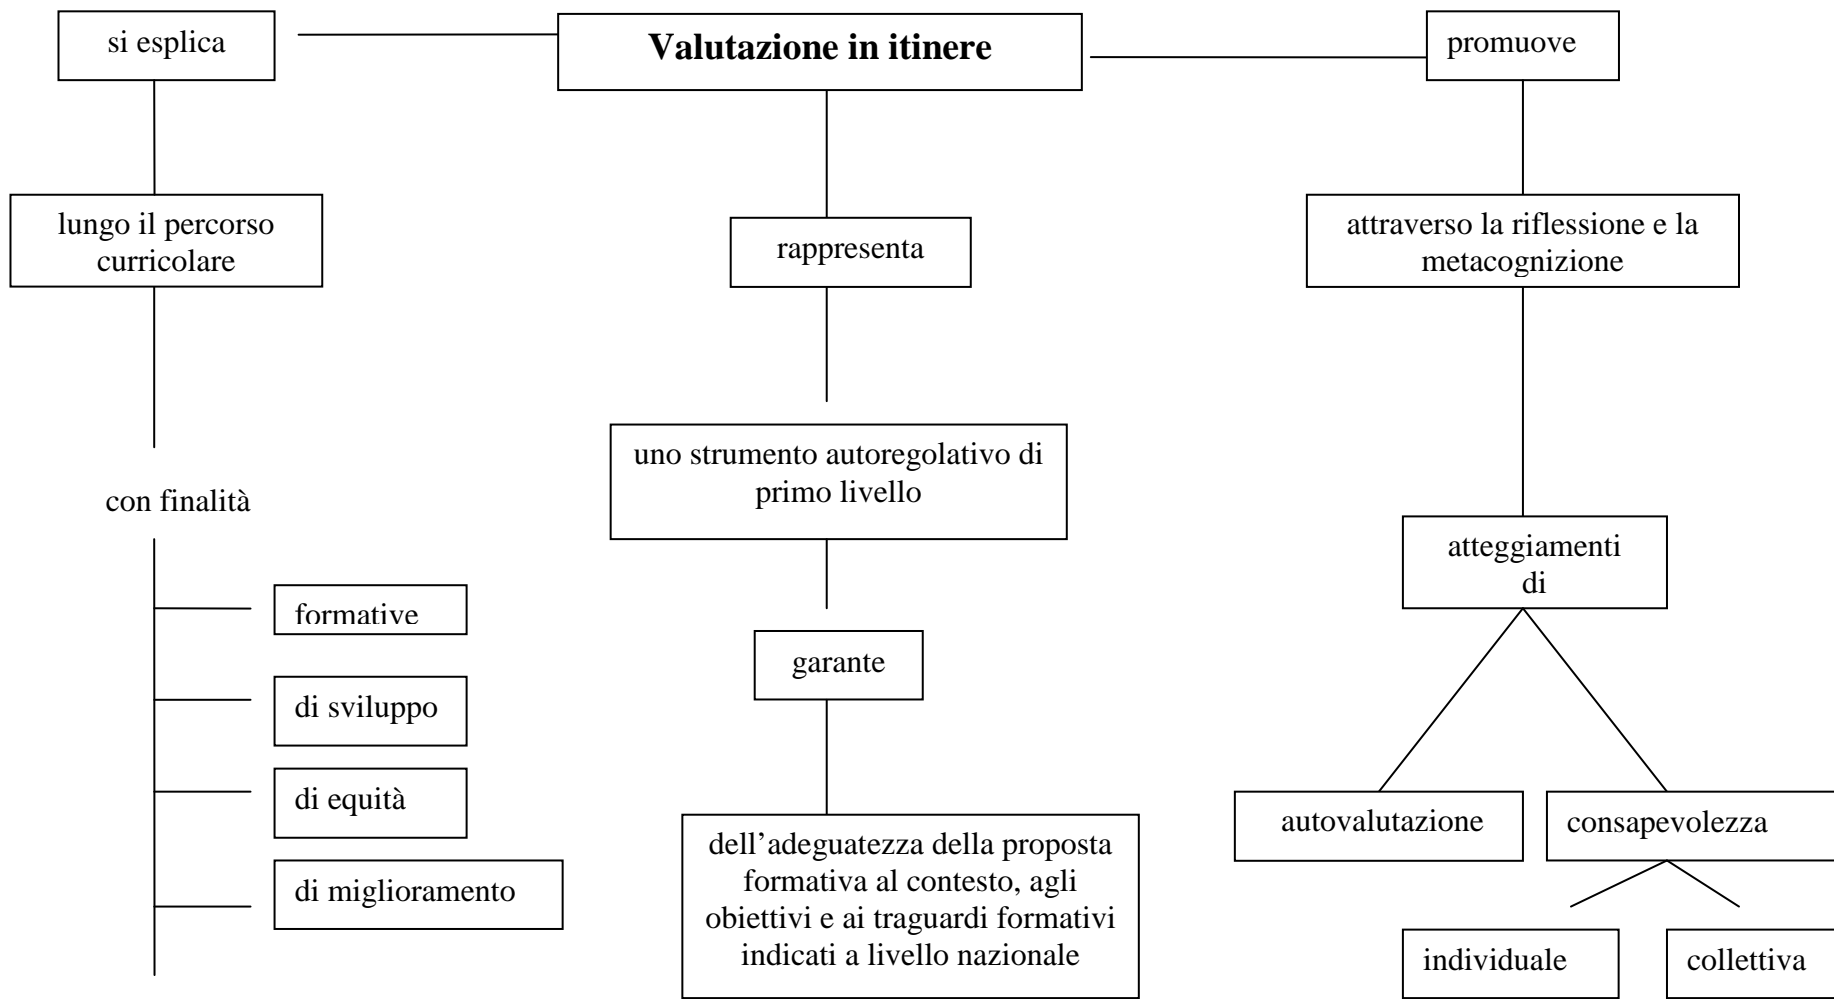 si esplica
Valutazione in itinere
promuove
lungo il percorso
curricolare
rappresenta
attraverso la riflessione e la
metacognizione
con finalità
uno strumento autoregolativo di
primo livello
atteggiamenti
di
formative
di sviluppo
di equità
di miglioramento
garante
dell’adeguatezza della proposta
formativa al contesto, agli
obiettivi e ai traguardi formativi
indicati a livello nazionale
autovalutazione
consapevolezza
individuale
collettiva